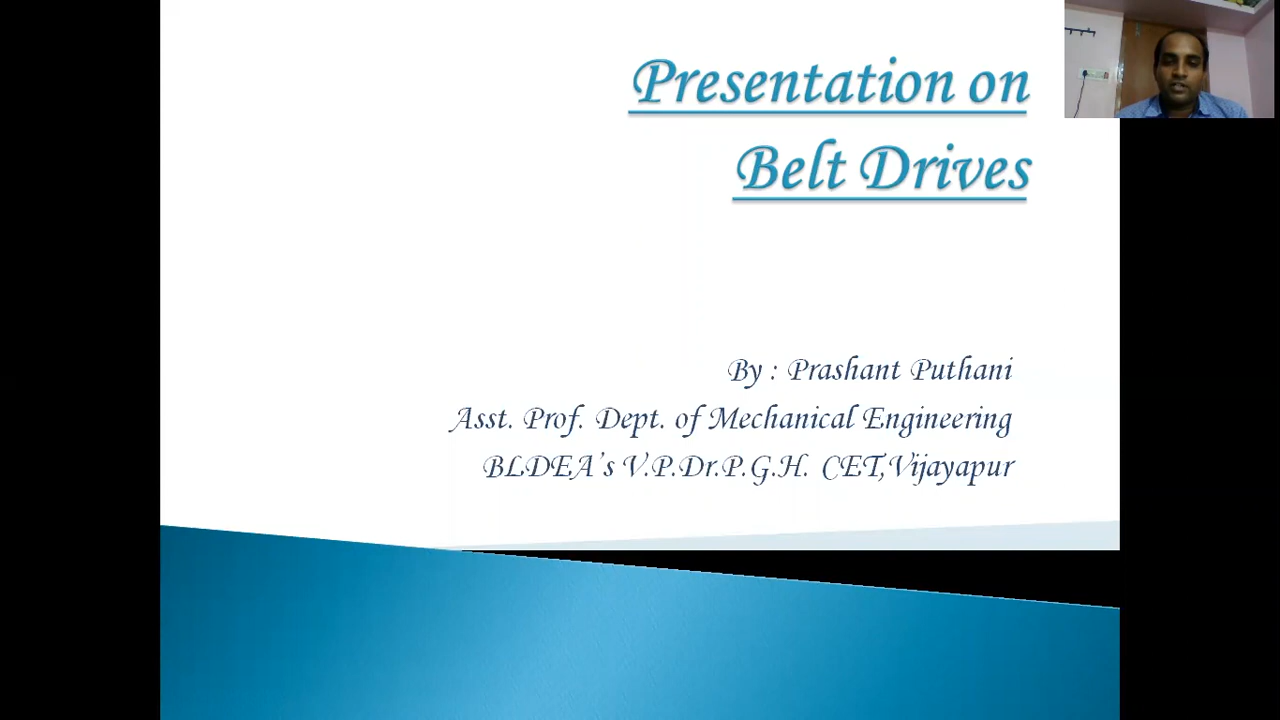 Presentation on
Belt Drives
By : Prashant Puthani
Asst. Prof. Dept. of Mechanical Engineering
BLDEA's V.P.Dr.P.G.H. CET,Vijayapur